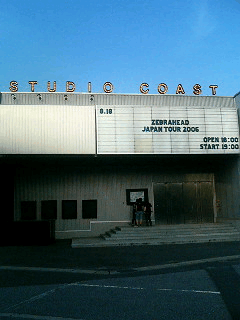 STUDIO COAST
8.18
ZEBRAHEAD
JAPAN TOUR 2006
OPEN 18:00
START 19:00